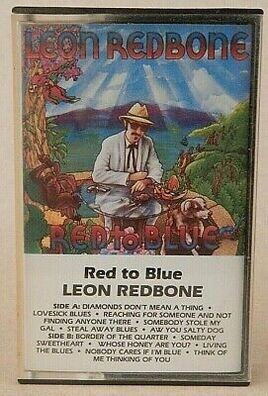 LEON REDBONE
RED to BLUE
Red to Blue
LEON REDBONE
SIDE A: DIAMONDS DON'T MEAN A THING •
LOVESICK BLUES • REACHING FOR SOMEONE AND NOT
FINDING ANYONE THERE • SOMEBODY STOLE MY
GAL • STEAL AWAY BLUES • AW YOU SALTY DOG
SIDE B: BORDER OF THE QUARTER • SOMEDAY
SWEETHEART • WHOSE HONEY ARE YOU? • LIVING
THE BLUES • NOBODY CARES IF I'M BLUE • THINK OF
ME THINKING OF YOU